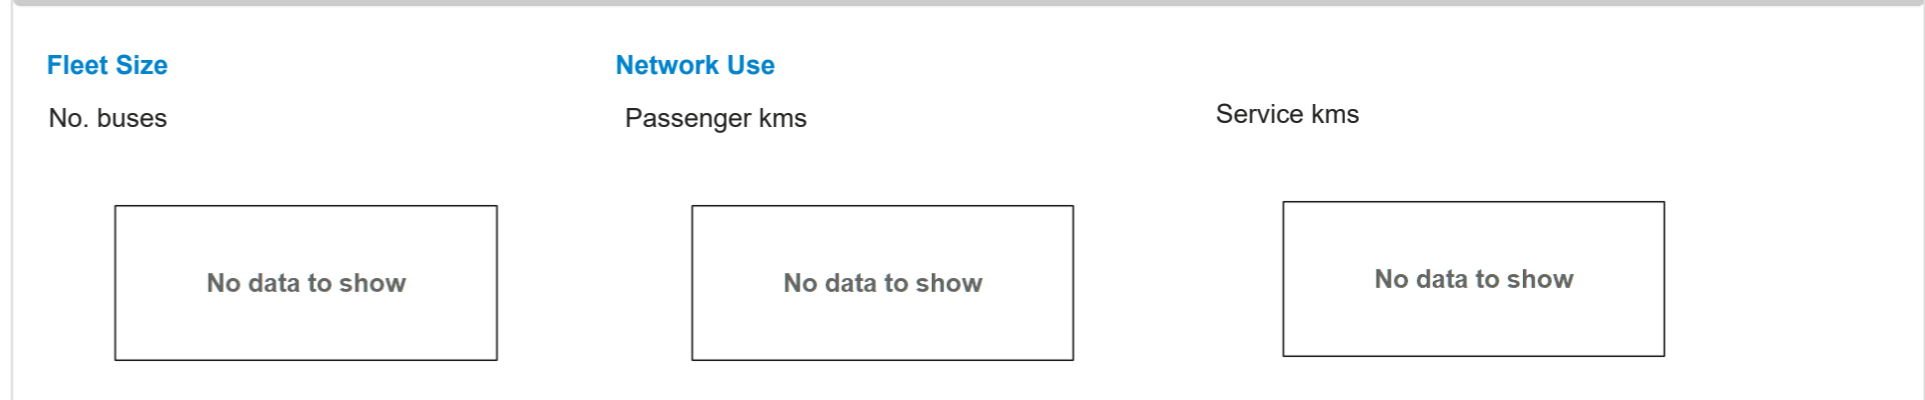 Fleet Size
No. buses
No data to show
Network Use
Passenger kms
No data to show
Service kms
No data to show